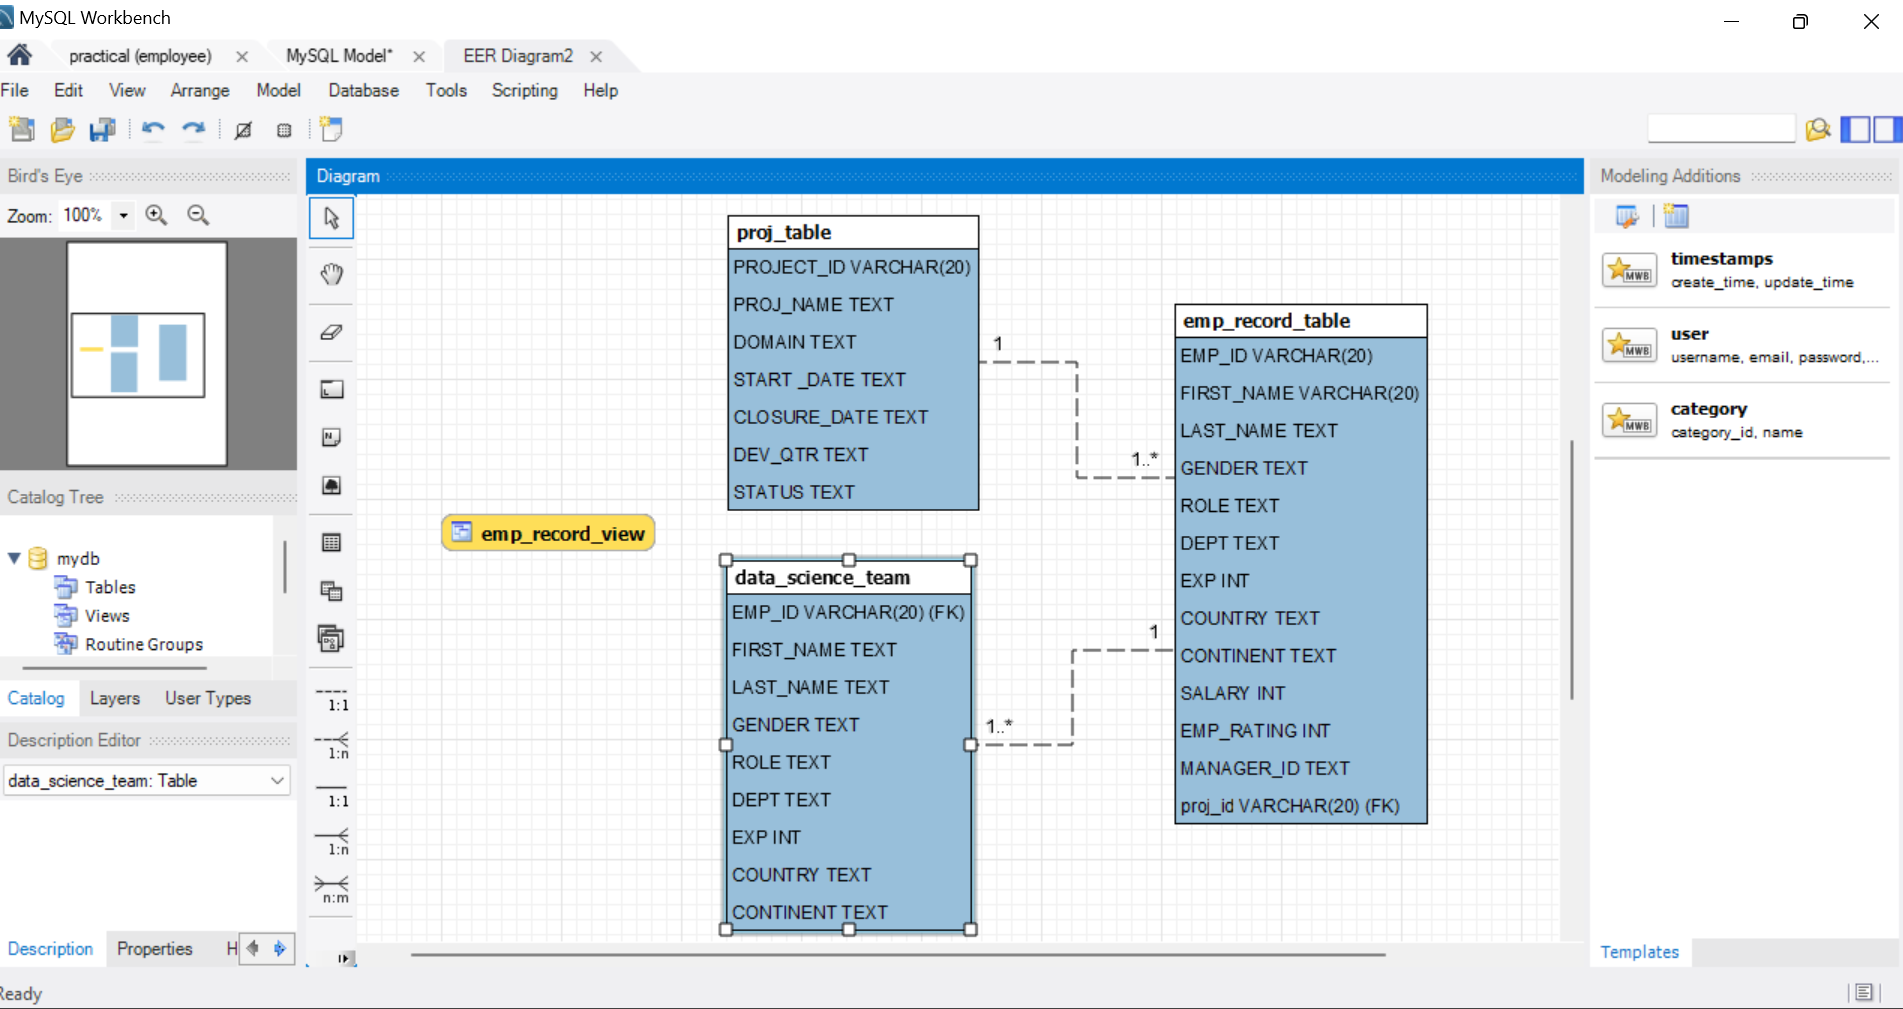 MySQL Workbench
practical (employee)
MySQL Model*
EER Diagram2
File Edit View Arrange Model Database Tools Scripting Help
Bird's Eye
Zoom: 100%
Catalog Tree
mydb
Tables
Views
Routine Groups
Catalog Layers User Types
Description Editor
data_science_team: Table
Description Properties H
Ready
Diagram
1:1
1:n
1:1
1:n
n:m
proj_table
PROJECT_ID VARCHAR(20)
PROJ_NAME TEXT
DOMAIN TEXT
START _DATE TEXT
CLOSURE_DATE TEXT
DEV_QTR TEXT
STATUS TEXT
1
1..*
emp_record_view
data_science_team
EMP_ID VARCHAR(20) (FK)
FIRST_NAME TEXT
LAST_NAME TEXT
GENDER TEXT
ROLE TEXT
DEPT TEXT
EXP INT
COUNTRY TEXT
CONTINENT TEXT
1
1..*
emp_record_table
EMP_ID VARCHAR(20)
FIRST_NAME VARCHAR(20)
LAST_NAME TEXT
GENDER TEXT
ROLE TEXT
DEPT TEXT
EXP INT
COUNTRY TEXT
CONTINENT TEXT
SALARY INT
EMP_RATING INT
MANAGER_ID TEXT
proj_id VARCHAR(20) (FK)
Modeling Additions
MWB
timestamps
create_time, update_time
MWB
user
username, email, password,...
MWB
category
category_id, name
Templates